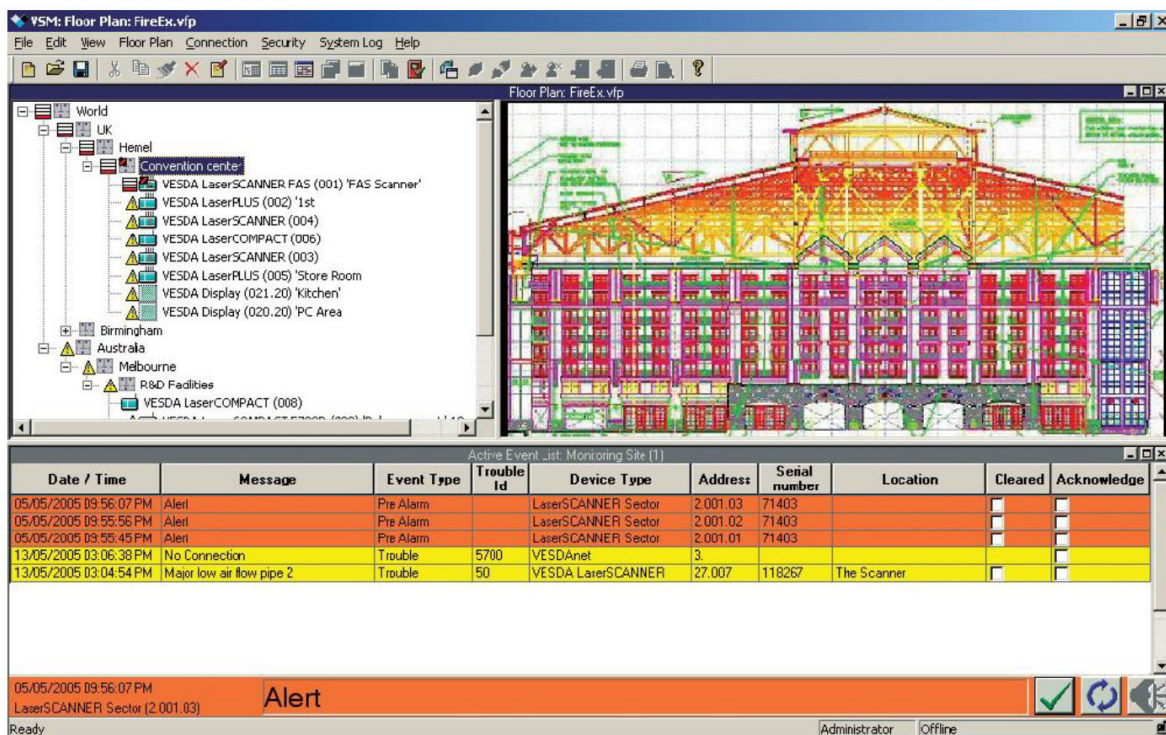 VSM: Floor Plan: FireEx.vfp
File Edit View Floor Plan Connection Security System Log Help
Floor Plan: FireEx.vfp
World
UK
Hemel
Convention center
VESDA LaserSCANNER FAS (001) 'FAS Scanner'
VESDA LaserPLUS (002) '1st
VESDA LaserSCANNER (004)
VESDA LaserCOMPACT (006)
VESDA LaserSCANNER (003)
VESDA LaserPLUS (005) 'Store Room
VESDA Display (021.20) 'Kitchen'
VESDA Display (020.20) 'PC Area
Birmingham
Australia
Melbourne
R&D Facilities
VESDA LaserCOMPACT (008)
Active Event List: Monitoring Site (1)
Date / Time Message Event Type Trouble Id Device Type Address Serial number Location Cleared Acknowledge
05/05/2005 09:56:07 PM Alert Pre Alarm LaserSCANNER Sector 2.001.03 71403
05/05/2005 09:55:56 PM Alert Pre Alarm LaserSCANNER Sector 2.001.02 71403
05/05/2005 09:55:45 PM Alert Pre Alarm LaserSCANNER Sector 2.001.01 71403
13/05/2005 03:06:38 PM No Connection Trouble 5700 VESDAnet 3.
13/05/2005 03:04:54 PM Major low air flow pipe 2 Trouble 50 VESDA LaserSCANNER 27.007 118267 The Scanner
05/05/2005 09:56:07 PM
LaserSCANNER Sector (2.001.03)
Alert
Ready Administrator Offline